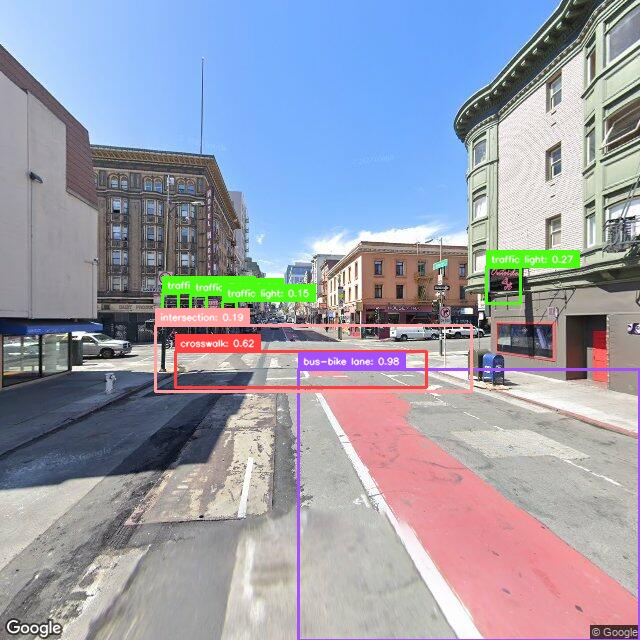 traffic light: 0.27
traffi
traffi
traffic light: 0.15
intersection: 0.19
crosswalk: 0.62
bus-bike lane: 0.98
Google
© Google